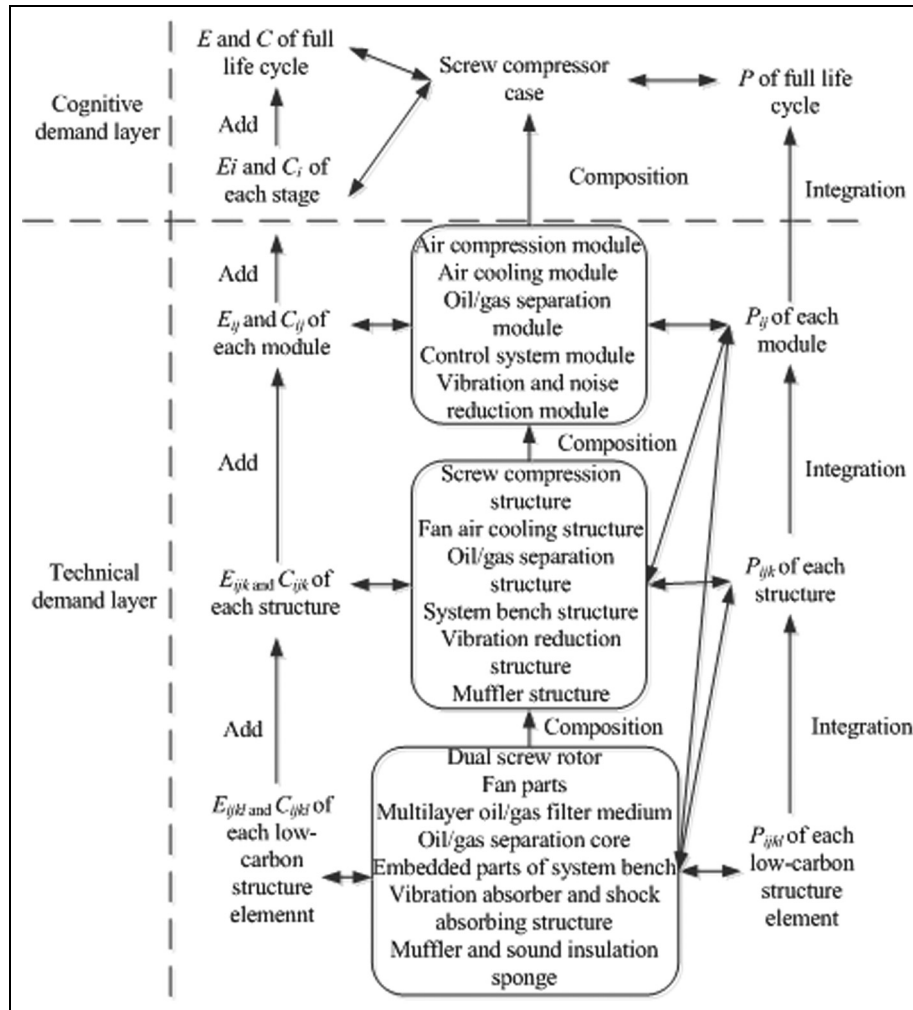 E and C of full
life cycle
Screw compressor
case
P of full life
cycle
Cognitive
demand layer
Add
Ei and Ci of
each stage
Composition
Integration
Air compression module
Air cooling module
Oil/gas separation
module
Control system module
Vibration and noise
reduction module
Add
Eij and Cij of
each module
Pij of each
module
Composition
Add
Integration
Screw compression
structure
Fan air cooling structure
Oil/gas separation
structure
System bench structure
Vibration reduction
structure
Muffler structure
Technical
demand layer
Eijk and Cijk of
each structure
Pijk of each
structure
Composition
Add
Integration
Dual screw rotor
Fan parts
Multilayer oil/gas filter medium
Oil/gas separation core
Embedded parts of system bench
Vibration absorber and shock
absorbing structure
Muffler and sound insulation
sponge
Eijkl and Cijkl of
each low-
carbon
structure
elemennt
Pijkl of each
low-carbon
structure
element